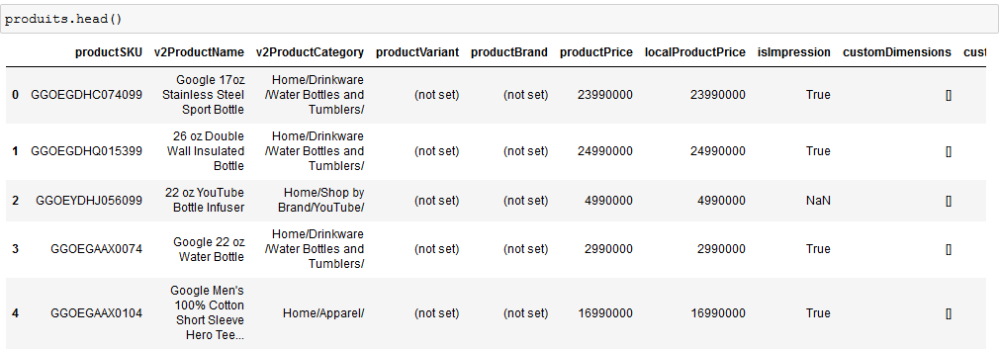 produits.head()
productSKU v2ProductName v2ProductCategory productVariant productBrand productPrice localProductPrice isImpression customDimensions cust
Google 17oz Home/Drinkware
0 GGOEGDHC074099 Stainless Steel /Water Bottles and (not set) (not set) 23990000 23990000 True []
Sport Bottle Tumblers/
26 oz Double Home/Drinkware
1 GGOEGDHQ015399 Wall Insulated /Water Bottles and (not set) (not set) 24990000 24990000 True []
Bottle Tumblers/
22 oz YouTube Home/Shop by
2 GGOEYDHJ056099 (not set) (not set) 4990000 4990000 NaN []
Bottle Infuser Brand/YouTube/
Home/Drinkware
Google 22 oz /Water Bottles and
3 GGOEGAAX0074 (not set) (not set) 2990000 2990000 True []
Water Bottle Tumblers/
Google Men's
100% Cotton
4 GGOEGAAX0104 Home/Apparel/ (not set) (not set) 16990000 16990000 True []
Short Sleeve
Hero Tee...